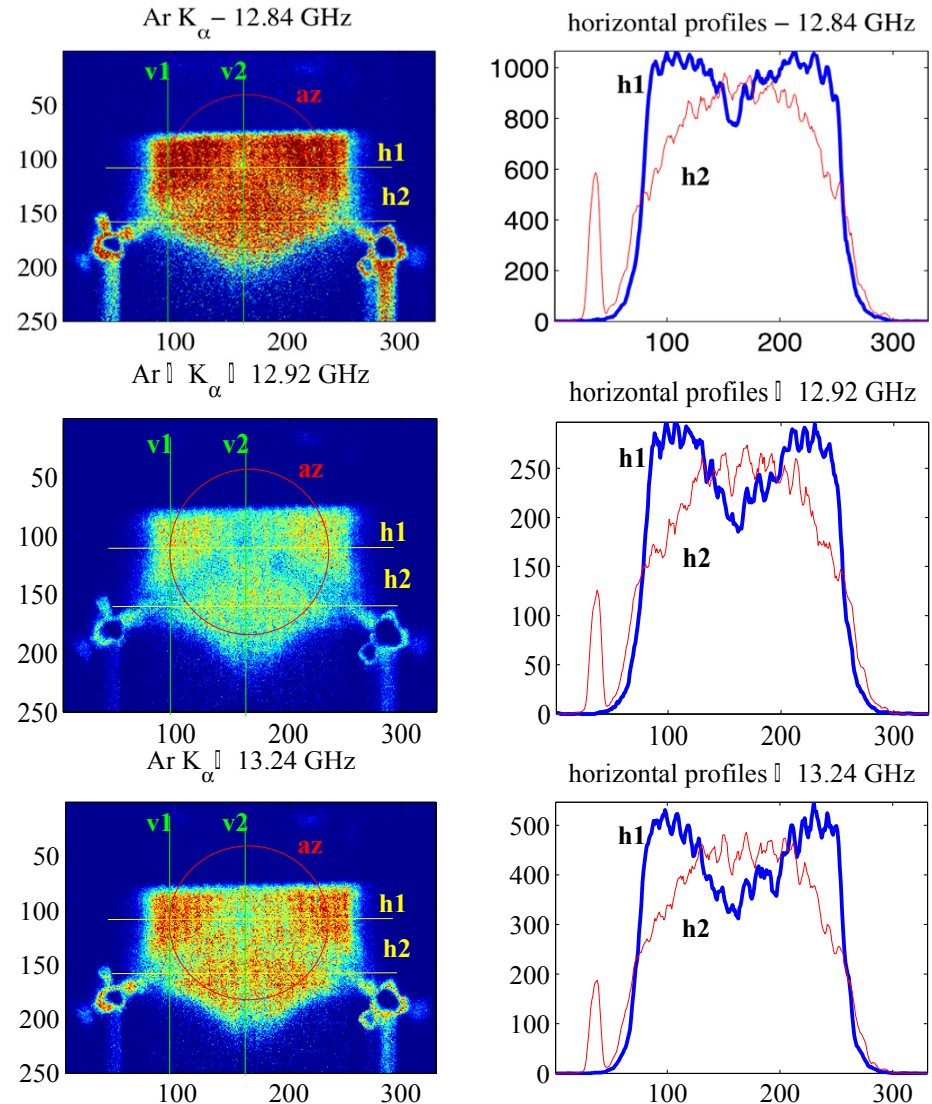 Ar Kα – 12.84 GHz
horizontal profiles – 12.84 GHz
v1 v2
az
h1
h2
50
100
150
200
250
100 200 300
h1
h2
1000
800
600
400
200
0
100 200 300
Ar ▯ Kα ▯ 12.92 GHz
horizontal profiles ▯ 12.92 GHz
v1 v2
az
h1
h2
50
100
150
200
250
100 200 300
h1
h2
250
200
150
100
50
0
100 200 300
Ar Kα▯ 13.24 GHz
horizontal profiles ▯ 13.24 GHz
v1 v2
az
h1
h2
50
100
150
200
250
100 200 300
h1
h2
500
400
300
200
100
0
100 200 300